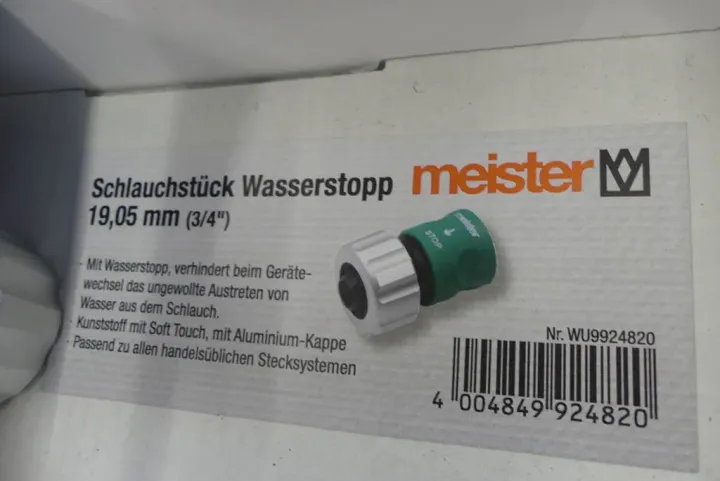 Schlauchstück Wasserstopp
19,05 mm (3/4")
meister
- Mit Wasserstopp, verhindert beim Geräte-
wechsel das ungewollte Austreten von
Wasser aus dem Schlauch.
- Kunststoff mit Soft Touch, mit Aluminium-Kappe
- Passend zu allen handelsüblichen Stecksystemen
meister
STOP
Nr. WU9924820
4 004849 924820